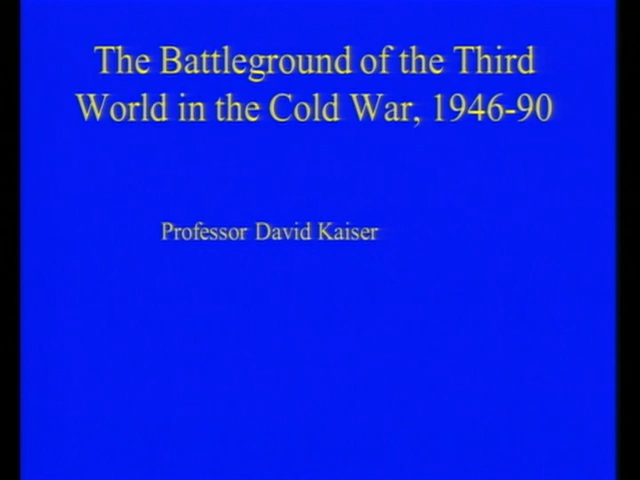 The Battleground of the Third
World in the Cold War, 1946-90
Professor David Kaiser